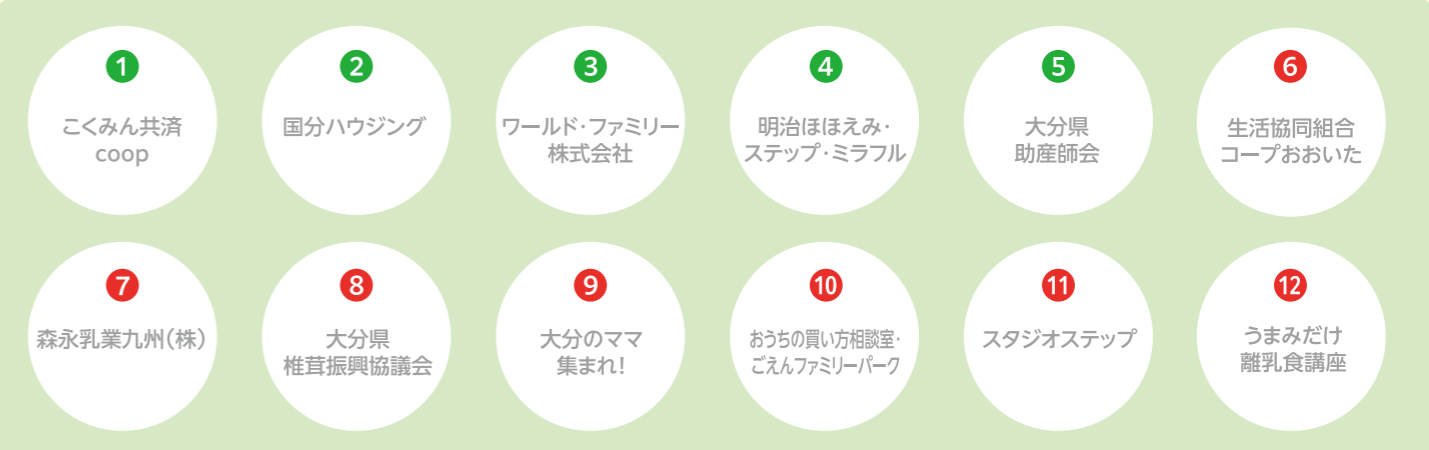 1
こくみん共済
coop
2
国分ハウジング
3
ワールド・ファミリー
株式会社
4
明治ほほえみ・
ステップ・ミラフル
5
大分県
助産師会
6
生活協同組合
コープおおいた
7
森永乳業九州(株)
8
大分県
椎茸振興協議会
9
大分のママ
集まれ!
10
おうちの買い方相談室・
ごえんファミリーパーク
11
スタジオステップ
12
うまみだけ
離乳食講座